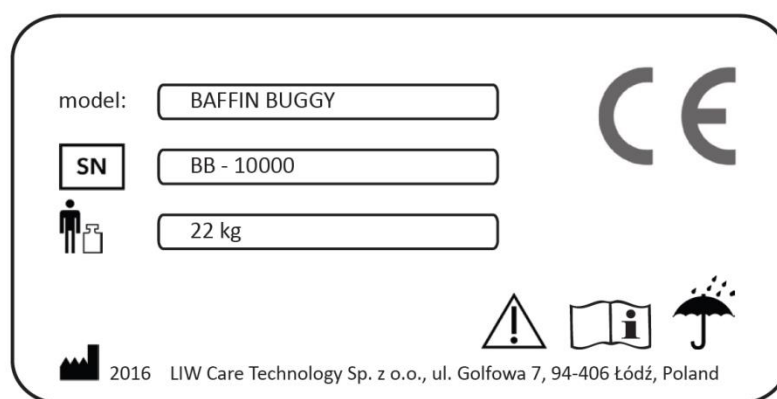 model: BAFFIN BUGGY
CE
SN BB - 10000
22 kg
2016 LIW Care Technology Sp. z o.o., ul. Golfowa 7, 94-406 Łódź, Poland